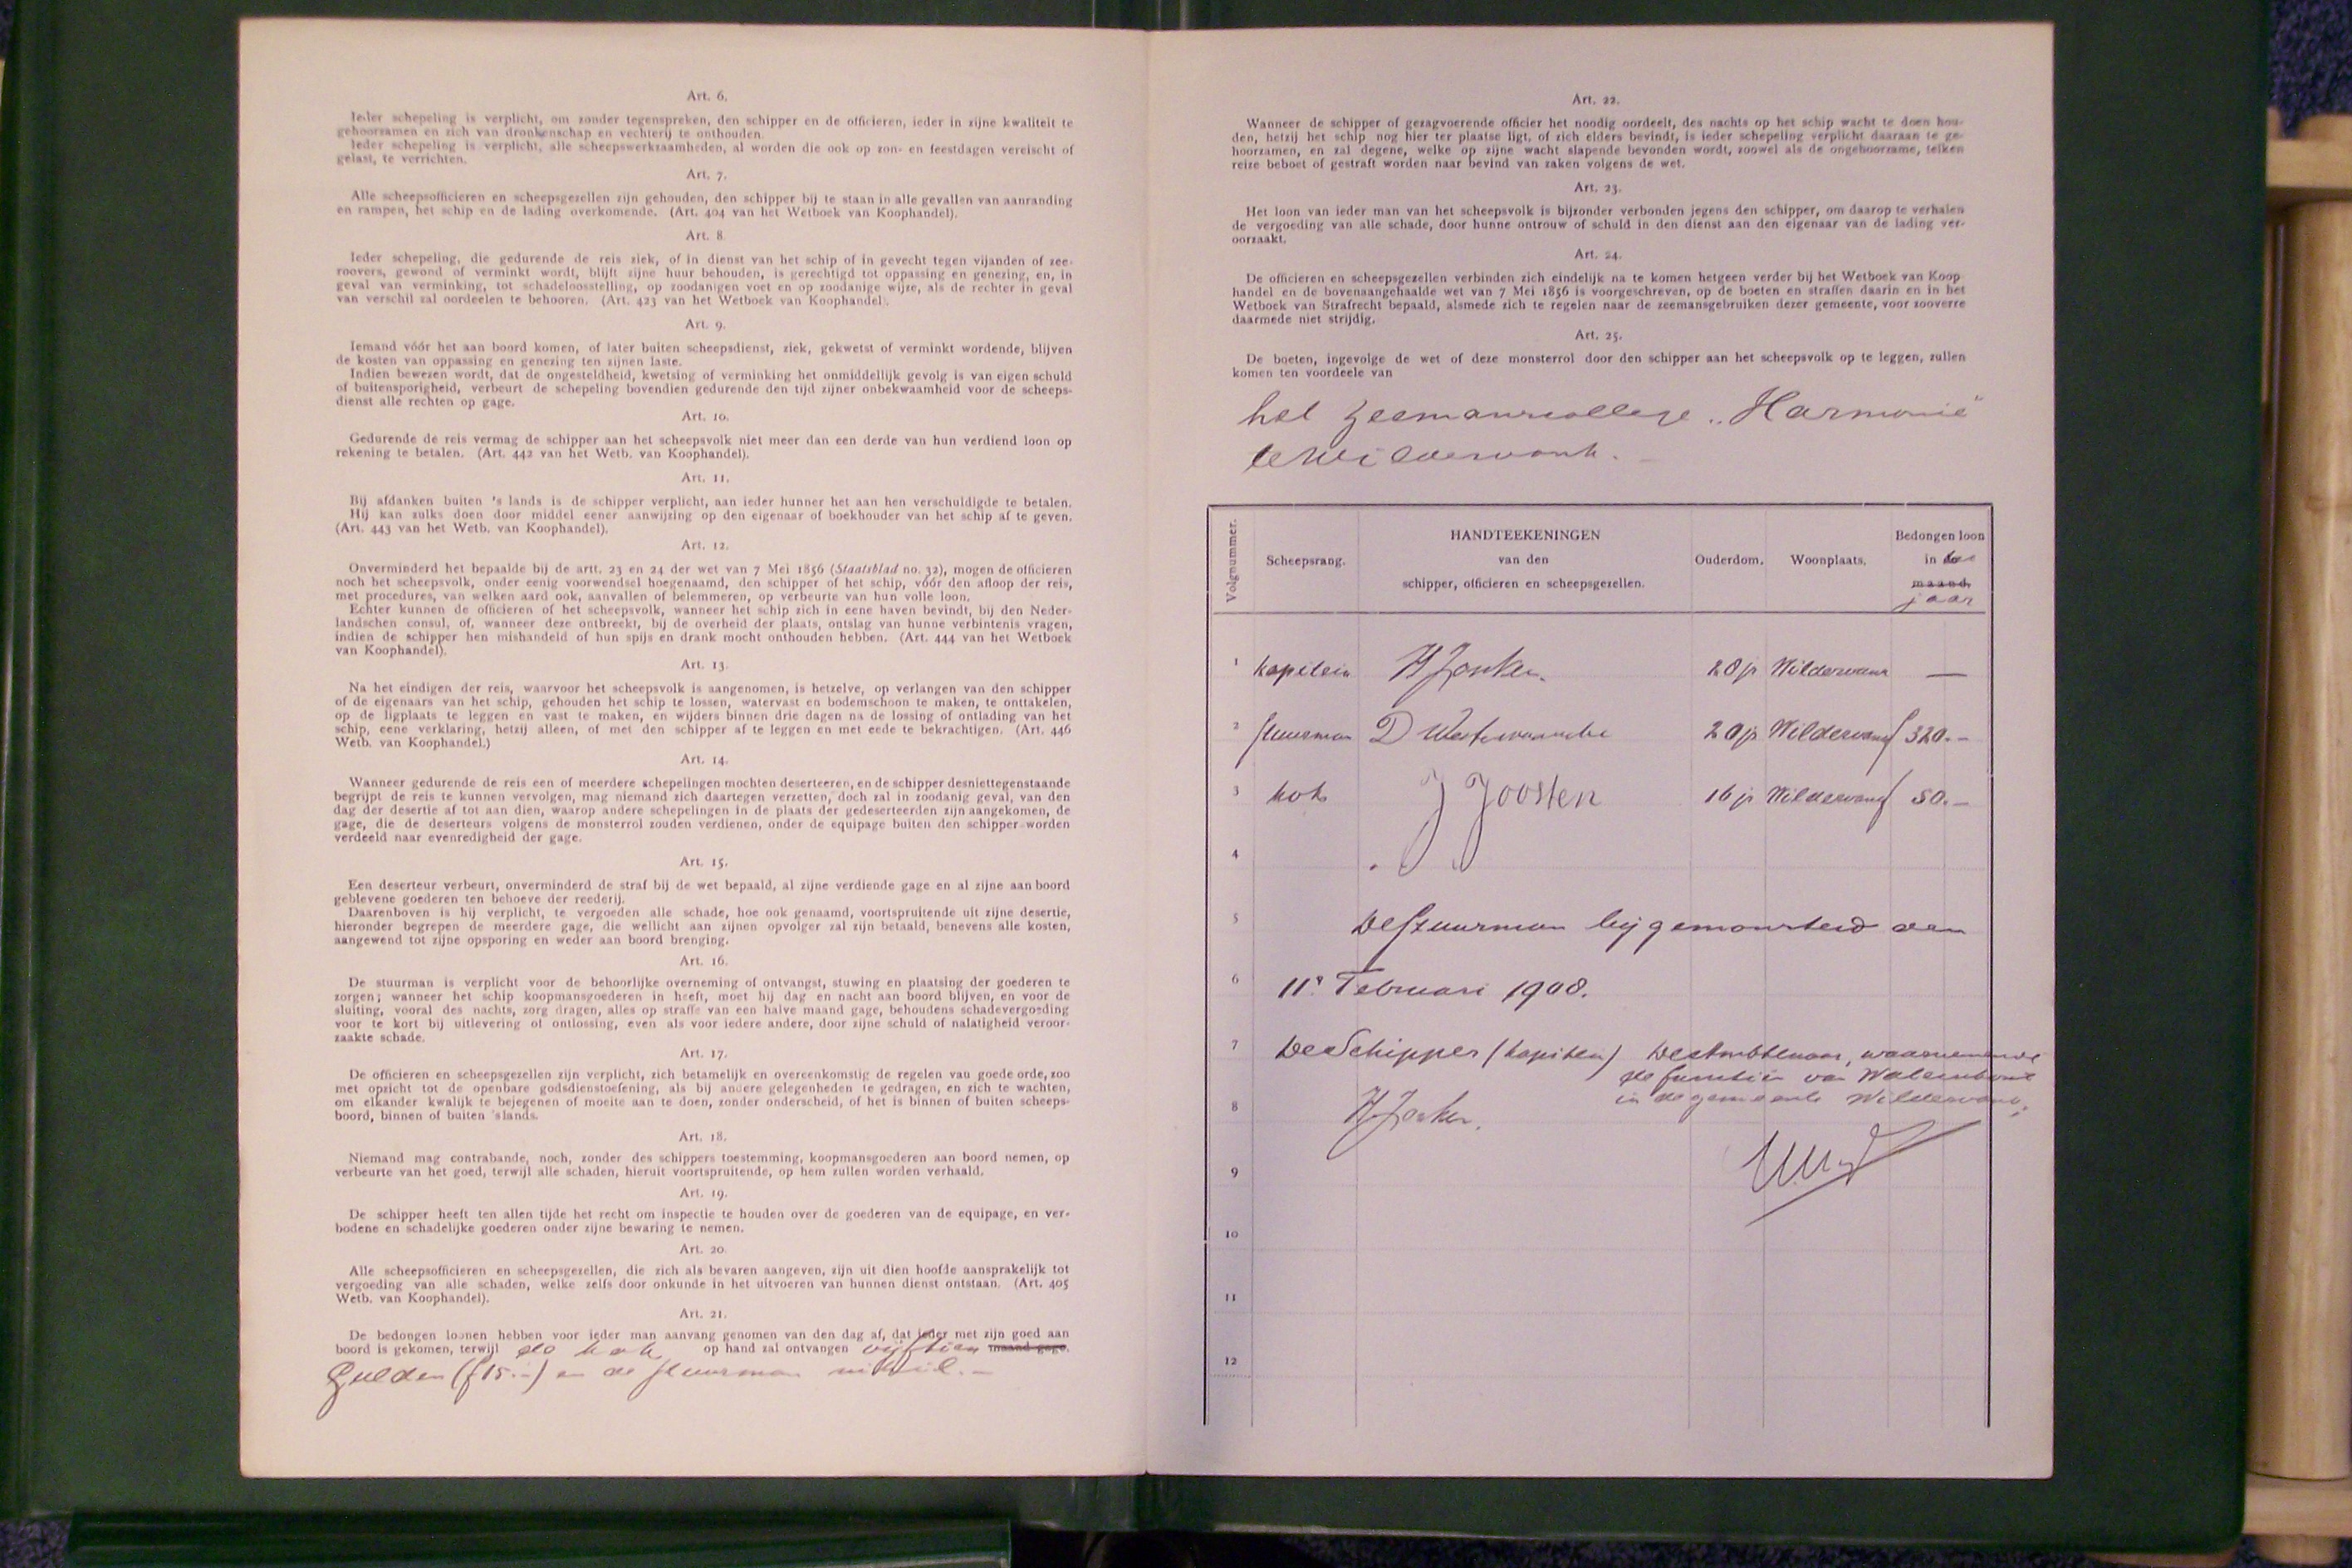 Art. 6.
Ieder schepeling is verplicht, om zonder tegenspreken, den schipper en de officieren, ieder in zijne kwaliteit te
gehoorzamen en zich van dronkenschap en vechterij te onthouden.
Ieder schepeling is verplicht, alle scheepswerkzaamheden, al worden die ook op zon- en feestdagen vereischt of
gelast, te verrichten.
Art. 7.
Alle scheepsofficieren en scheepsgezellen zijn gehouden, den schipper bij te staan in alle gevallen van aanranding
en rampen, het schip en de lading overkomende. (Art. 404 van het Wetboek van Koophandel).
Art. 8.
Ieder schepeling, die gedurende de reis ziek, of in dienst van het schip of in gevecht tegen vijanden of zee-
roovers, gewond of verminkt wordt, blijft zijne huur behouden, is gerechtigd tot oppassing en genezing, en, in
geval van verminking, tot schadeloosstelling, op zoodanigen voet en op zoodanige wijze, als de rechter in geval
van verschil zal oordeelen te behooren. (Art. 423 van het Wetboek van Koophandel).
Art. 9.
Iemand vóór het aan boord komen, of later buiten scheepsdienst, ziek, gekwetst of verminkt wordende, blijven
de kosten van oppassing en genezing ten zijnen laste.
Indien bewezen wordt, dat de ongesteldheid, kwetsing of verminking het onmiddellijk gevolg is van eigen schuld
of buitensporigheid, verbeurt de schepeling bovendien gedurende den tijd zijner onbekwaamheid voor de scheeps-
dienst alle rechten op gage.
Art. 10.
Gedurende de reis vermag de schipper aan het scheepsvolk niet meer dan een derde van hun verdiend loon op
rekening te betalen. (Art. 442 van het Wetb. van Koophandel).
Art. 11.
Bij afdanken buiten 's lands is de schipper verplicht, aan ieder hunner het aan hen verschuldigde te betalen.
Hij kan zulks doen door middel eener aanwijzing op den eigenaar of boekhouder van het schip af te geven.
(Art. 443 van het Wetb. van Koophandel).
Art. 12.
Onverminderd het bepaalde bij de artt. 23 en 24 der wet van 7 Mei 1856 (Staatsblad no. 32), mogen de officieren
noch het scheepsvolk, onder eenig voorwendsel hoegenaamd, den schipper of het schip, vóór den afloop der reis,
met procedures, van welken aard ook, aanvallen of belemmeren, op verbeurte van hun volle loon.
Echter kunnen de officieren of het scheepsvolk, wanneer het schip zich in eene haven bevindt, bij den Neder-
landschen consul, of, wanneer deze ontbreekt, bij de overheid der plaats, ontslag van hunne verbintenis vragen,
indien de schipper hen mishandeld of hun spijs en drank mocht onthouden hebben. (Art. 444 van het Wetboek
van Koophandel).
Art. 13.
Na het eindigen der reis, waarvoor het scheepsvolk is aangenomen, is hetzelve, op verlangen van den schipper
of de eigenaars van het schip, gehouden het schip te lossen, watervast en bodemschoon te maken, te onttakelen,
op de ligplaats te leggen en vast te maken, en wijders binnen drie dagen na de lossing of ontlading van het
schip, eene verklaring, hetzij alleen, of met den schipper af te leggen en met eede te bekrachtigen. (Art. 446
Wetb. van Koophandel.)
Art. 14.
Wanneer gedurende de reis een of meerdere schepelingen mochten deserteeren, en de schipper desniettegenstaande
begrijpt de reis te kunnen vervolgen, mag niemand zich daartegen verzetten, doch zal in zoodanig geval, van den
dag der desertie af tot aan dien, waarop andere schepelingen in de plaats der gedeserteerden zijn aangekomen, de
gage, die de deserteurs volgens de monsterrol zouden verdienen, onder de equipage buiten den schipper worden
verdeeld naar evenredigheid der gage.
Art. 15.
Een deserteur verbeurt, onverminderd de straf bij de wet bepaald, al zijne verdiende gage en al zijne aan boord
geblevene goederen ten behoeve der reederij.
Daarenboven is hij verplicht, te vergoeden alle schade, hoe ook genaamd, voortspruitende uit zijne desertie,
hieronder begrepen de meerdere gage, die wellicht aan zijnen opvolger zal zijn betaald, benevens alle kosten,
aangewend tot zijne opsporing en weder aan boord brenging.
Art. 16.
De stuurman is verplicht voor de behoorlijke overneming of ontvangst, stuwing en plaatsing der goederen te
zorgen; wanneer het schip koopmansgoederen in heeft, moet hij dag en nacht aan boord blijven, en voor de
sluiting, vooral des nachts, zorg dragen, alles op straffe van een halve maand gage, behoudens schadevergoeding
voor te kort bij uitlevering of ontlossing, even als voor iedere andere, door zijne schuld of nalatigheid veroor-
zaakte schade.
Art. 17.
De officieren en scheepsgezellen zijn verplicht, zich betamelijk en overeenkomstig de regelen van goede orde, zoo
met opzicht tot de openbare godsdienstoefening, als bij andere gelegenheden te gedragen, en zich te wachten,
om elkander kwalijk te bejegenen of moeite aan te doen, zonder onderscheid, of het is binnen of buiten scheeps-
boord, binnen of buiten 's lands.
Art. 18.
Niemand mag contrabande, noch, zonder des schippers toestemming, koopmansgoederen aan boord nemen, op
verbeurte van het goed, terwijl alle schaden, hieruit voortspruitende, op hem zullen worden verhaald.
Art. 19.
De schipper heeft ten allen tijde het recht om inspectie te houden over de goederen van de equipage, en ver-
bodene en schadelijke goederen onder zijne bewaring te nemen.
Art. 20.
Alle scheepsofficieren en scheepsgezellen, die zich als bevaren aangeven, zijn uit dien hoofde aansprakelijk tot
vergoeding van alle schaden, welke zelfs door onkunde in het uitvoeren van hunnen dienst ontstaan. (Art. 405
Wetb. van Koophandel).
Art. 21.
De bedongen loonen hebben voor ieder man aanvang genomen van den dag af, dat ieder met zijn goed aan
boord is gekomen, terwijl de kok op hand zal ontvangen vijftien maand gage.
Gulden (f 15.-) en de stuurman nihil.-
Art. 22.
Wanneer de schipper of gezagvoerende officier het noodig oordeelt, des nachts op het schip wacht te doen hou-
den, hetzij het schip nog hier ter plaatse ligt, of zich elders bevindt, is ieder schepeling verplicht daaraan te ge-
hoorzamen, en zal degene, welke op zijne wacht slapende bevonden wordt, zoowel als de ongehoorzame, telken
reize beboet of gestraft worden naar bevind van zaken volgens de wet.
Art. 23.
Het loon van ieder man van het scheepsvolk is bijzonder verbonden jegens den schipper, om daarop te verhalen
de vergoeding van alle schade, door hunne ontrouw of schuld in den dienst aan den eigenaar van de lading ver-
oorzaakt.
Art. 24.
De officieren en scheepsgezellen verbinden zich eindelijk na te komen hetgeen verder bij het Wetboek van Koop-
handel en de bovenaangehaalde wet van 7 Mei 1856 is voorgeschreven, op de boeten en straffen daarin en in het
Wetboek van Strafrecht bepaald, alsmede zich te regelen naar de zeemansgebruiken dezer gemeente, voor zooverre
daarmede niet strijdig.
Art. 25.
De boeten, ingevolge de wet of deze monsterrol door den schipper aan het scheepsvolk op te leggen, zullen
komen ten voordeele van
het Zeemanscollege „Harmonie"
te Wildervank.
Volgnummer. Scheepsrang. HANDTEEKENINGEN van den schipper, officieren en scheepsgezellen. Ouderdom. Woonplaats. Bedongen loon in het maand. jaar
1 Kapitein H Jonker. 28 jr Wildervank —
2 Stuurman D 20 jr Wildervank f 320.-
3 kok J Joosten 16 jr Wildervank f 50.-
4
5 De Stuurman bijgemonsterd den
6 11e Februari 1908.
7 De Schipper (Kapitein) De Ambtenaar, waarnemende
de functie van Waterschout
in de gemeente Wildervank,
8 H Jonker.
9
10
11
12